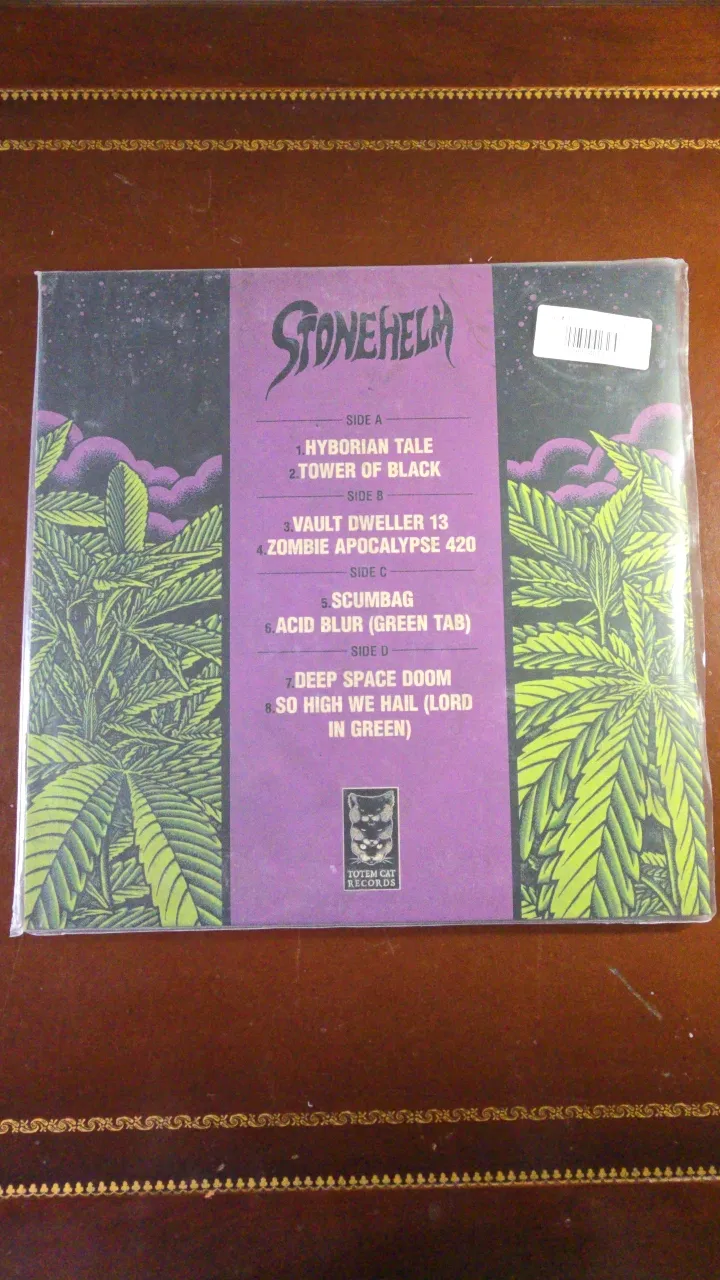 STONEHELM
SIDE A
1.HYBORIAN TALE
2.TOWER OF BLACK
SIDE B
3.VAULT DWELLER 13
4.ZOMBIE APOCALYPSE 420
SIDE C
5.SCUMBAG
6.ACID BLUR (GREEN TAB)
SIDE D
7.DEEP SPACE DOOM
8.SO HIGH WE HAIL (LORD
IN GREEN)
TOTEM CAT
RECORDS